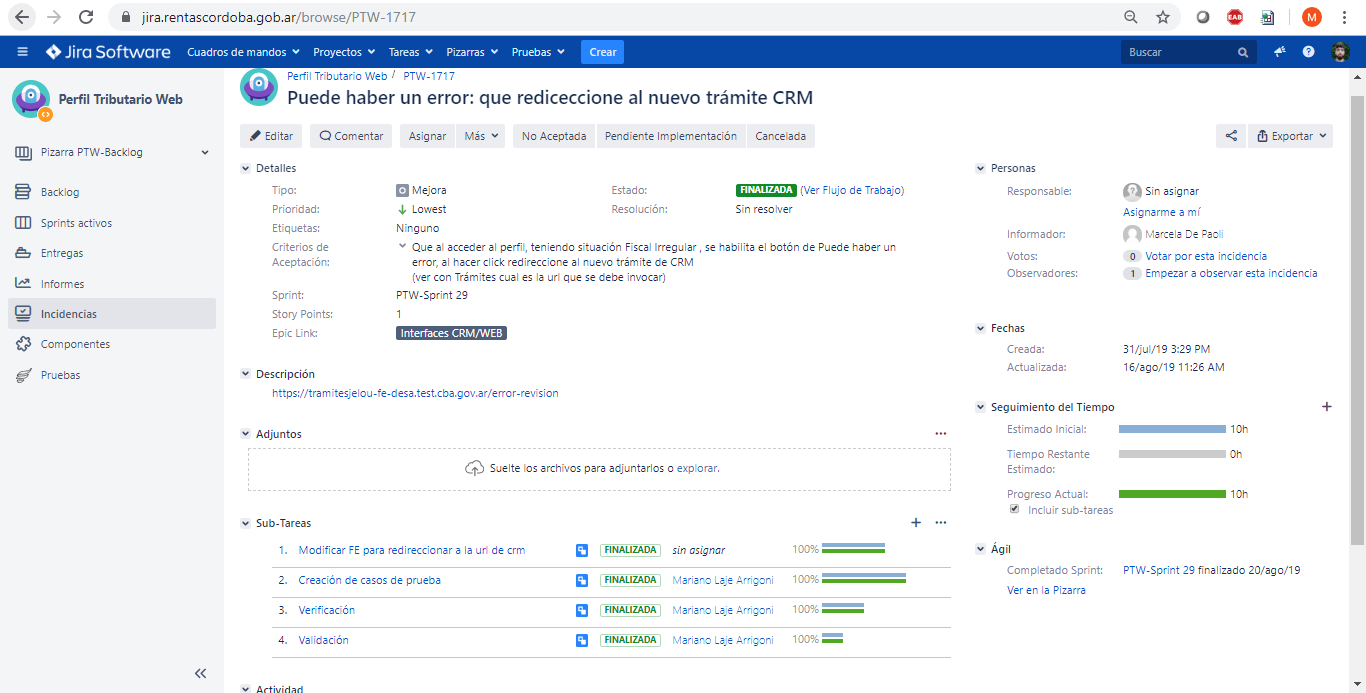 jira.rentascordoba.gob.ar/browse/PTW-1717
EAB
M
Jira Software
Cuadros de mandos
Proyectos
Tareas
Pizarras
Pruebas
Crear
Buscar
Perfil Tributario Web
Pizarra PTW-Backlog
Backlog
Sprints activos
Entregas
Informes
Incidencias
Componentes
Pruebas
Perfil Tributario Web / PTW-1717
Puede haber un error: que rediceccione al nuevo trámite CRM
Editar
Comentar
Asignar
Más
No Aceptada
Pendiente Implementación
Cancelada
Exportar
Detalles
Tipo: Mejora
Estado: FINALIZADA (Ver Flujo de Trabajo)
Prioridad: Lowest
Resolución: Sin resolver
Etiquetas: Ninguno
Criterios de Aceptación:
Que al acceder al perfil, teniendo situación Fiscal Irregular , se habilita el botón de Puede haber un
error, al hacer click redireccione al nuevo trámite de CRM
(ver con Trámites cual es la url que se debe invocar)
Sprint: PTW-Sprint 29
Story Points: 1
Epic Link: Interfaces CRM/WEB
Descripción
https://tramitesjelou-fe-desa.test.cba.gov.ar/error-revision
Adjuntos
Suelte los archivos para adjuntarlos o explorar.
Sub-Tareas
1. Modificar FE para redireccionar a la url de crm FINALIZADA sin asignar 100%
2. Creación de casos de prueba FINALIZADA Mariano Laje Arrigoni 100%
3. Verificación FINALIZADA Mariano Laje Arrigoni 100%
4. Validación FINALIZADA Mariano Laje Arrigoni 100%
Actividad
Personas
Responsable: Sin asignar
Asignarme a mí
Informador: Marcela De Paoli
Votos: 0 Votar por esta incidencia
Observadores: 1 Empezar a observar esta incidencia
Fechas
Creada: 31/jul/19 3:29 PM
Actualizada: 16/ago/19 11:26 AM
Seguimiento del Tiempo
Estimado Inicial: 10h
Tiempo Restante Estimado: 0h
Progreso Actual: 10h
Incluir sub-tareas
Ágil
Completado Sprint: PTW-Sprint 29 finalizado 20/ago/19
Ver en la Pizarra